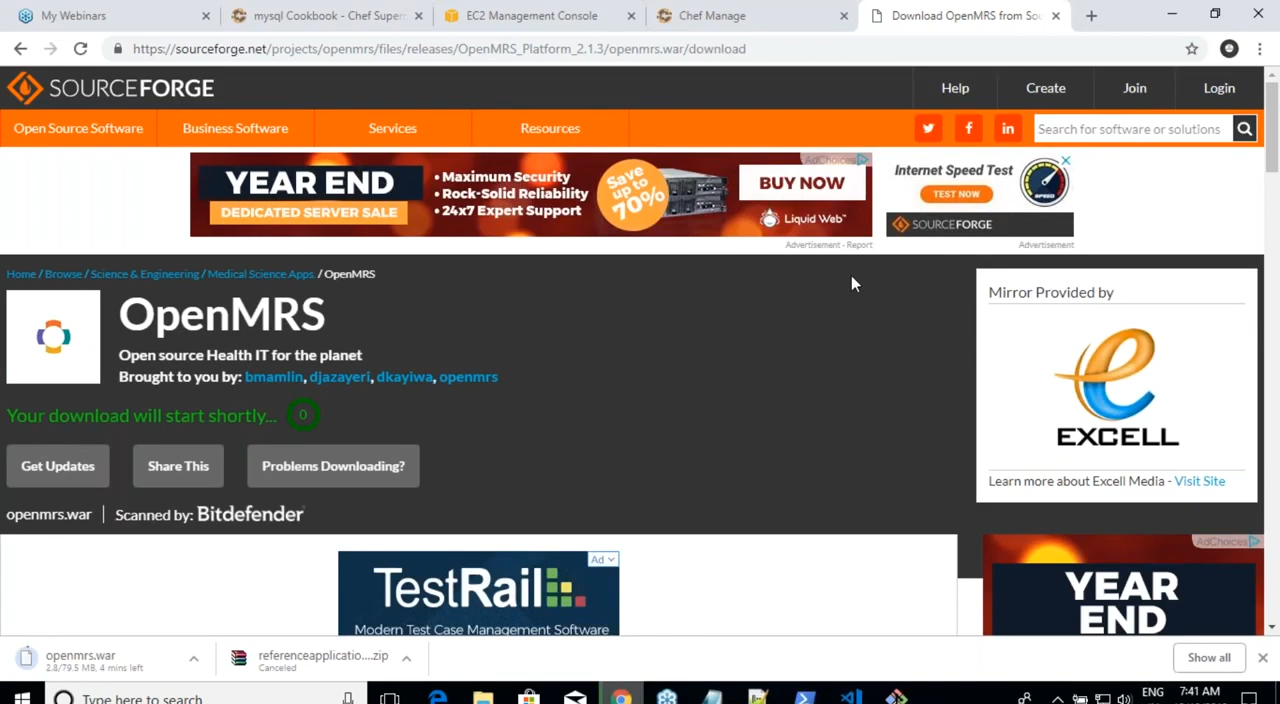 My Webinars
mysql Cookbook - Chef Super
EC2 Management Console
Chef Manage
Download OpenMRS from Sou
https://sourceforge.net/projects/openmrs/files/releases/OpenMRS_Platform_2.1.3/openmrs.war/download
SOURCEFORGE
Help
Create
Join
Login
Open Source Software
Business Software
Services
Resources
Search for software or solutions
YEAR END
DEDICATED SERVER SALE
• Maximum Security
• Rock-Solid Reliability
• 24x7 Expert Support
Save up to 70%
AdChoices
BUY NOW
Liquid Web™
Advertisement - Report
Internet Speed Test
TEST NOW
SPEED
SOURCEFORGE
Advertisement
Home / Browse / Science & Engineering / Medical Science Apps. / OpenMRS
OpenMRS
Open source Health IT for the planet
Brought to you by: bmamlin, djazayeri, dkayiwa, openmrs
Your download will start shortly... 0
Get Updates
Share This
Problems Downloading?
openmrs.war
Scanned by: Bitdefender
Mirror Provided by
EXCELL
Learn more about Excell Media - Visit Site
Ad
TestRail
Modern Test Case Management Software
AdChoices
YEAR
END
openmrs.war
2.8/79.5 MB, 4 mins left
referenceapplicatio....zip
Canceled
Show all
Type here to search
ENG
7:41 AM